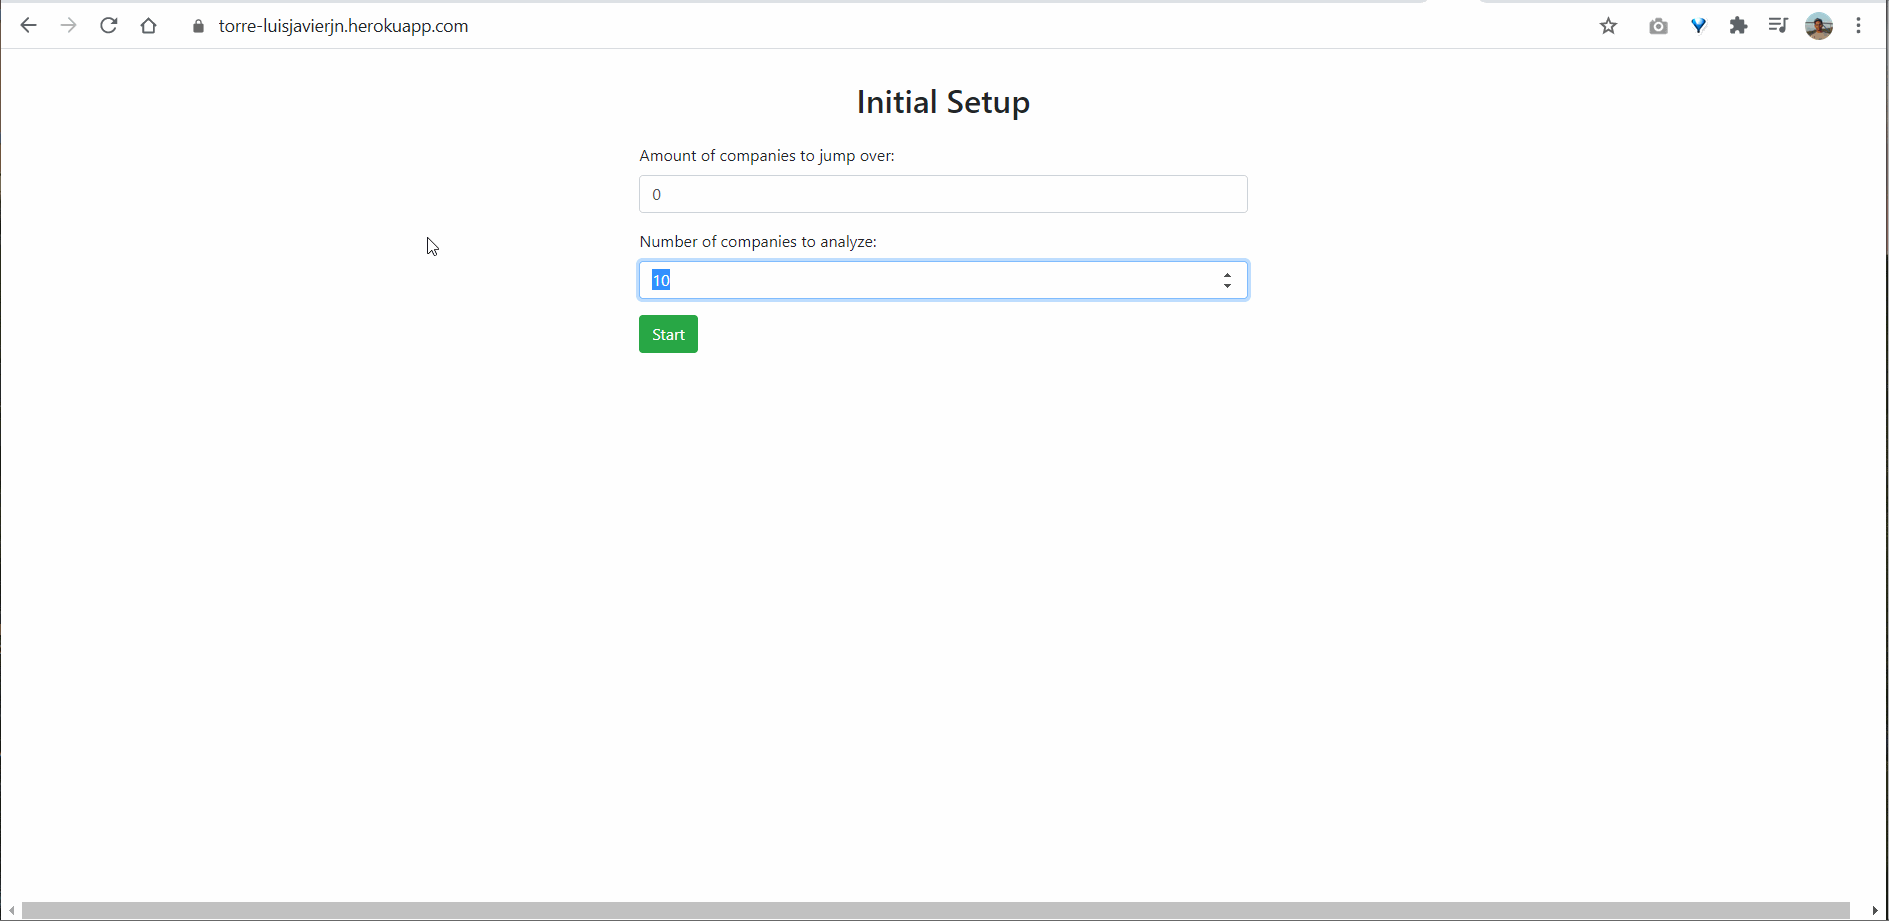 torre-luisjavierjn.herokuapp.com
Initial Setup
Amount of companies to jump over:
0
Number of companies to analyze:
10
Start